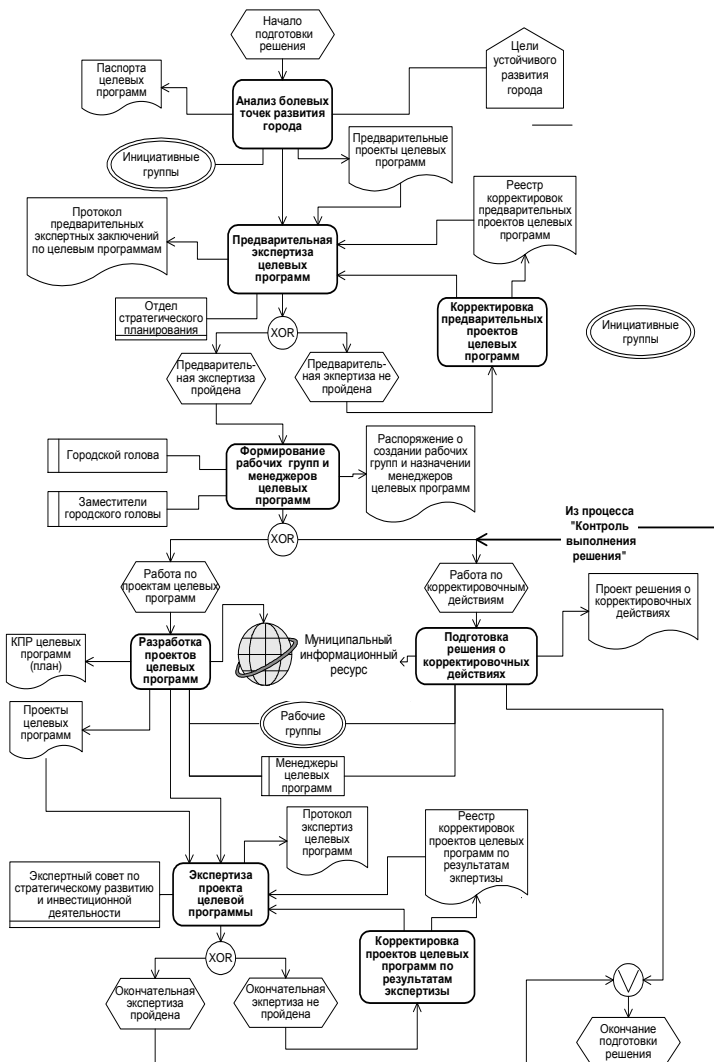 Начало
подготовки
решения
Цели
устойчивого
развития
города
Паспорта
целевых
программ
Анализ болевых
точек развития
города
Инициативные
группы
Предварительные
проекты целевых
программ
Реестр
корректировок
предварительных
проектов целевых
программ
Протокол
предварительных
экспертных заключений
по целевым программам
Предварительная
экспертиза
целевых
программ
Отдел
стратегического
планирования
XOR
Корректировка
предварительных
проектов
целевых
программ
Инициативные
группы
Предваритель-
ная экспертиза
пройдена
Предваритель-
ная экпертиза не
пройдена
Городской голова
Заместители
городского головы
Формирование
рабочих групп и
менеджеров
целевых
программ
Распоряжение о
создании рабочих
групп и назначении
менеджеров
целевых программ
XOR
Из процесса
"Контроль
выполнения
решения"
Работа по
проектам целевых
программ
Работа по
корректировочным
действиям
Проект решения о
корректировочных
действиях
КПР целевых
программ
(план)
Разработка
проектов
целевых
программ
Муниципальный
информационный
ресурс
Подготовка
решения о
корректировочных
действиях
Проекты
целевых
программ
Рабочие
группы
Менеджеры
целевых
программ
Протокол
экспертиз
целевых
программ
Реестр
корректировок
проектов целевых
программ по
результатам
экпертизы
Экспертный совет по
стратегическому развитию
и инвестиционной
деятельности
Экспертиза
проекта
целевой
программы
XOR
Корректировка
проектов целевых
программ по
результатам
экспертизы
Окончательная
экспертиза
пройдена
Окончательная
экпертиза не
пройдена
V
Окончание
подготовки
решения